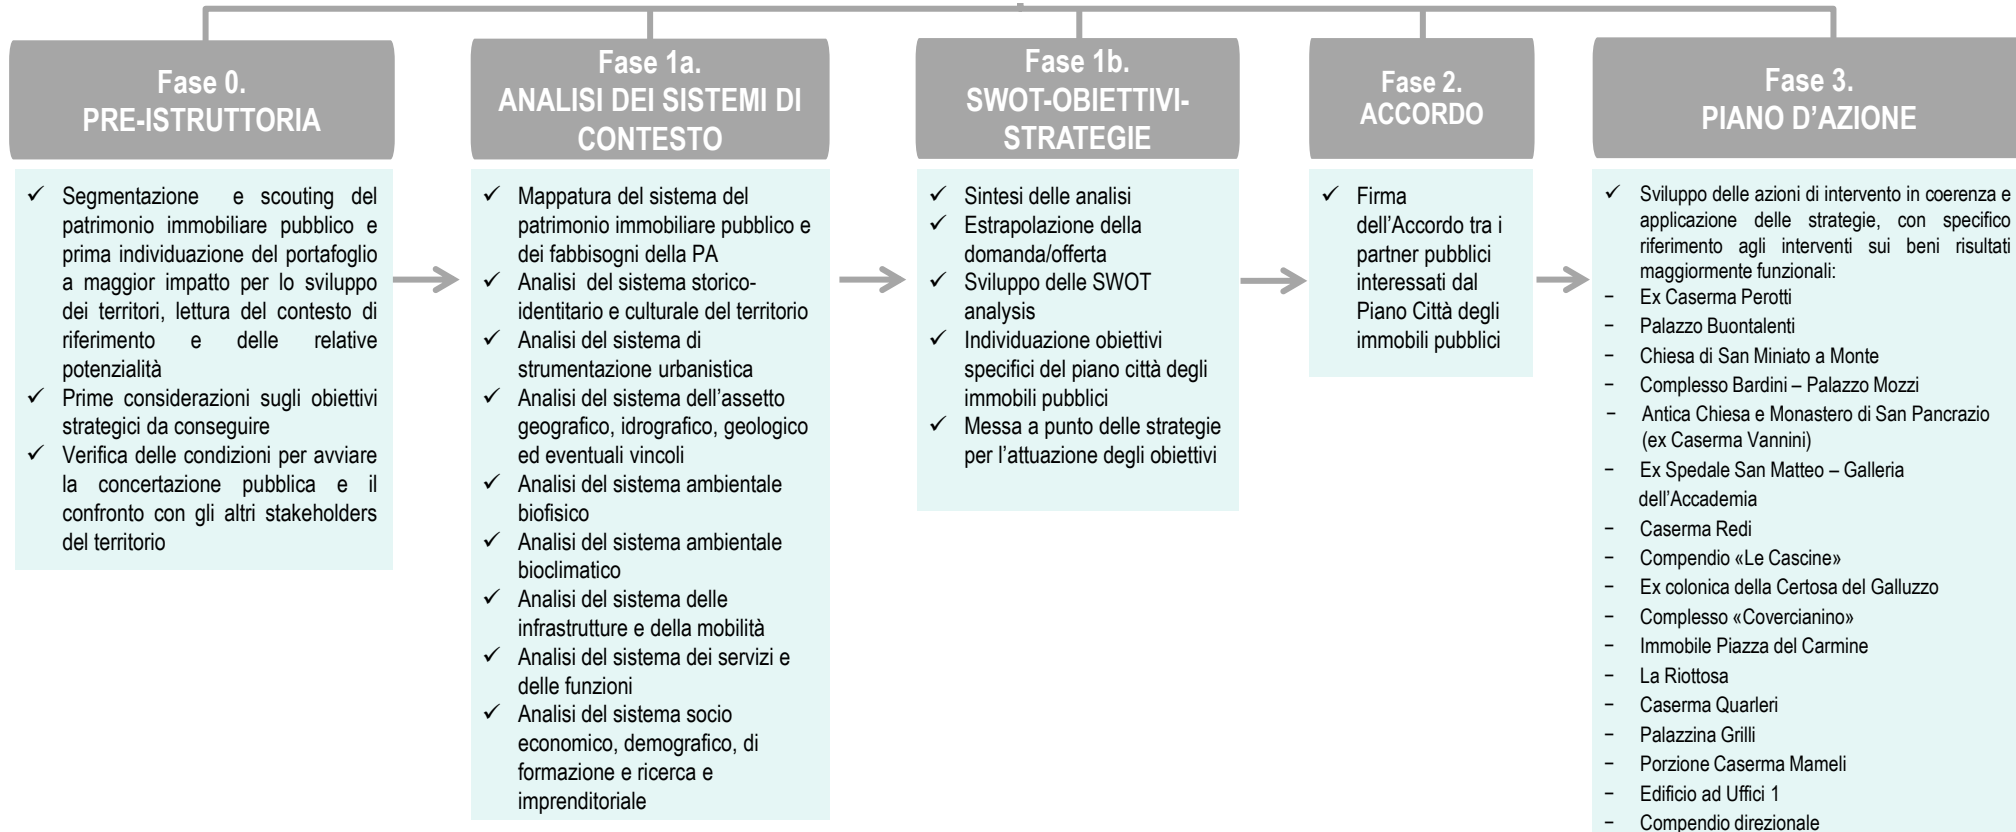 Fase 0.
PRE-ISTRUTTORIA
✓ Segmentazione e scouting del
patrimonio immobiliare pubblico e
prima individuazione del portafoglio
a maggior impatto per lo sviluppo
dei territori, lettura del contesto di
riferimento e delle relative
potenzialità
✓ Prime considerazioni sugli obiettivi
strategici da conseguire
✓ Verifica delle condizioni per avviare
la concertazione pubblica e il
confronto con gli altri stakeholders
del territorio
Fase 1a.
ANALISI DEI SISTEMI DI
CONTESTO
✓ Mappatura del sistema del
patrimonio immobiliare pubblico e
dei fabbisogni della PA
✓ Analisi del sistema storico-
identitario e culturale del territorio
✓ Analisi del sistema di
strumentazione urbanistica
✓ Analisi del sistema dell'assetto
geografico, idrografico, geologico
ed eventuali vincoli
✓ Analisi del sistema ambientale
biofisico
✓ Analisi del sistema ambientale
bioclimatico
✓ Analisi del sistema delle
infrastrutture e della mobilità
✓ Analisi del sistema dei servizi e
delle funzioni
✓ Analisi del sistema socio
economico, demografico, di
formazione e ricerca e
imprenditoriale
Fase 1b.
SWOT-OBIETTIVI-
STRATEGIE
✓ Sintesi delle analisi
✓ Estrapolazione della
domanda/offerta
✓ Sviluppo delle SWOT
analysis
✓ Individuazione obiettivi
specifici del piano città degli
immobili pubblici
✓ Messa a punto delle strategie
per l'attuazione degli obiettivi
Fase 2.
ACCORDO
✓ Firma
dell'Accordo tra i
partner pubblici
interessati dal
Piano Città degli
immobili pubblici
Fase 3.
PIANO D'AZIONE
✓ Sviluppo delle azioni di intervento in coerenza e
applicazione delle strategie, con specifico
riferimento agli interventi sui beni risultati
maggiormente funzionali:
− Ex Caserma Perotti
− Palazzo Buontalenti
− Chiesa di San Miniato a Monte
− Complesso Bardini – Palazzo Mozzi
− Antica Chiesa e Monastero di San Pancrazio
(ex Caserma Vannini)
− Ex Spedale San Matteo – Galleria
dell'Accademia
− Caserma Redi
− Compendio «Le Cascine»
− Ex colonica della Certosa del Galluzzo
− Complesso «Covercianino»
− Immobile Piazza del Carmine
− La Riottosa
− Caserma Quarleri
− Palazzina Grilli
− Porzione Caserma Mameli
− Edificio ad Uffici 1
− Compendio direzionale